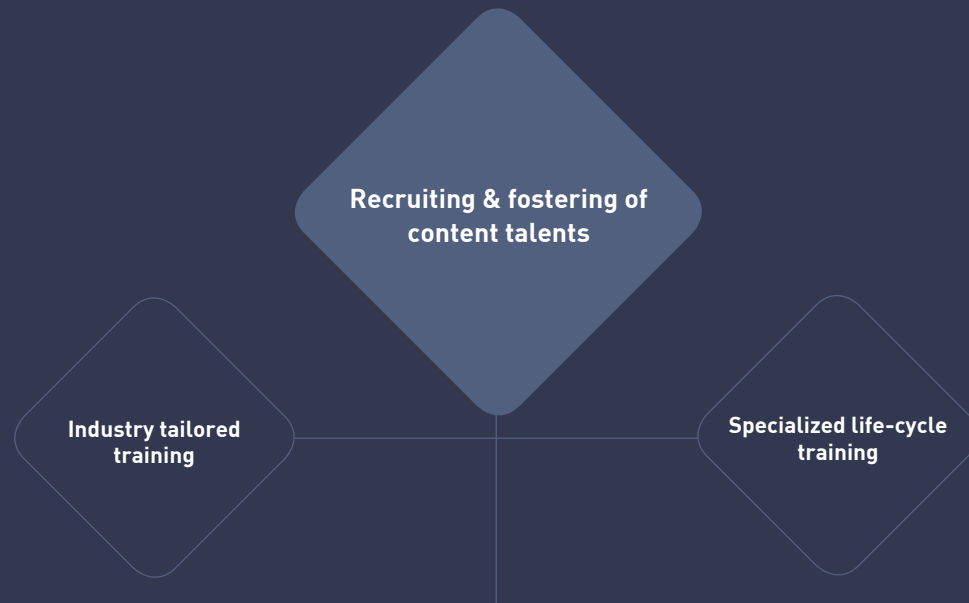 Recruiting & fostering of
content talents
Industry tailored
training
Specialized life-cycle
training